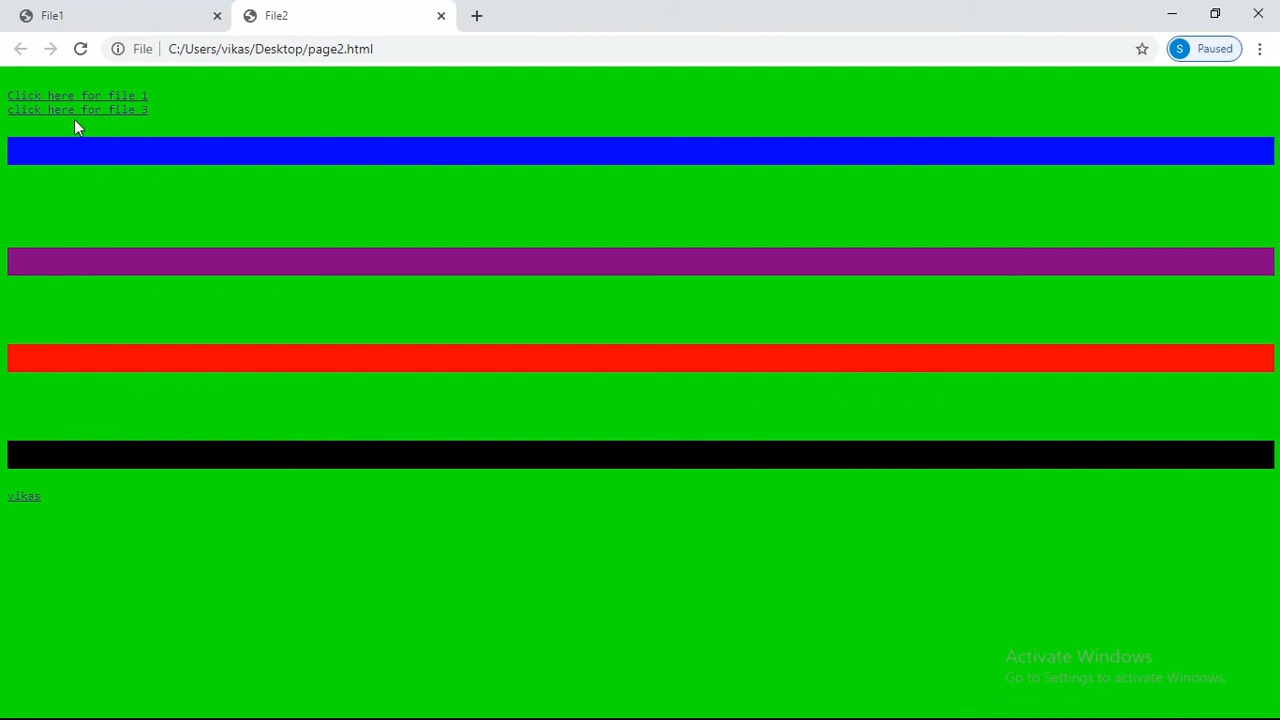 File1
File2
File
C:/Users/vikas/Desktop/page2.html
S
Paused
Click here for file 1
click here for file 3
vikas
Activate Windows
Go to Settings to activate Windows.